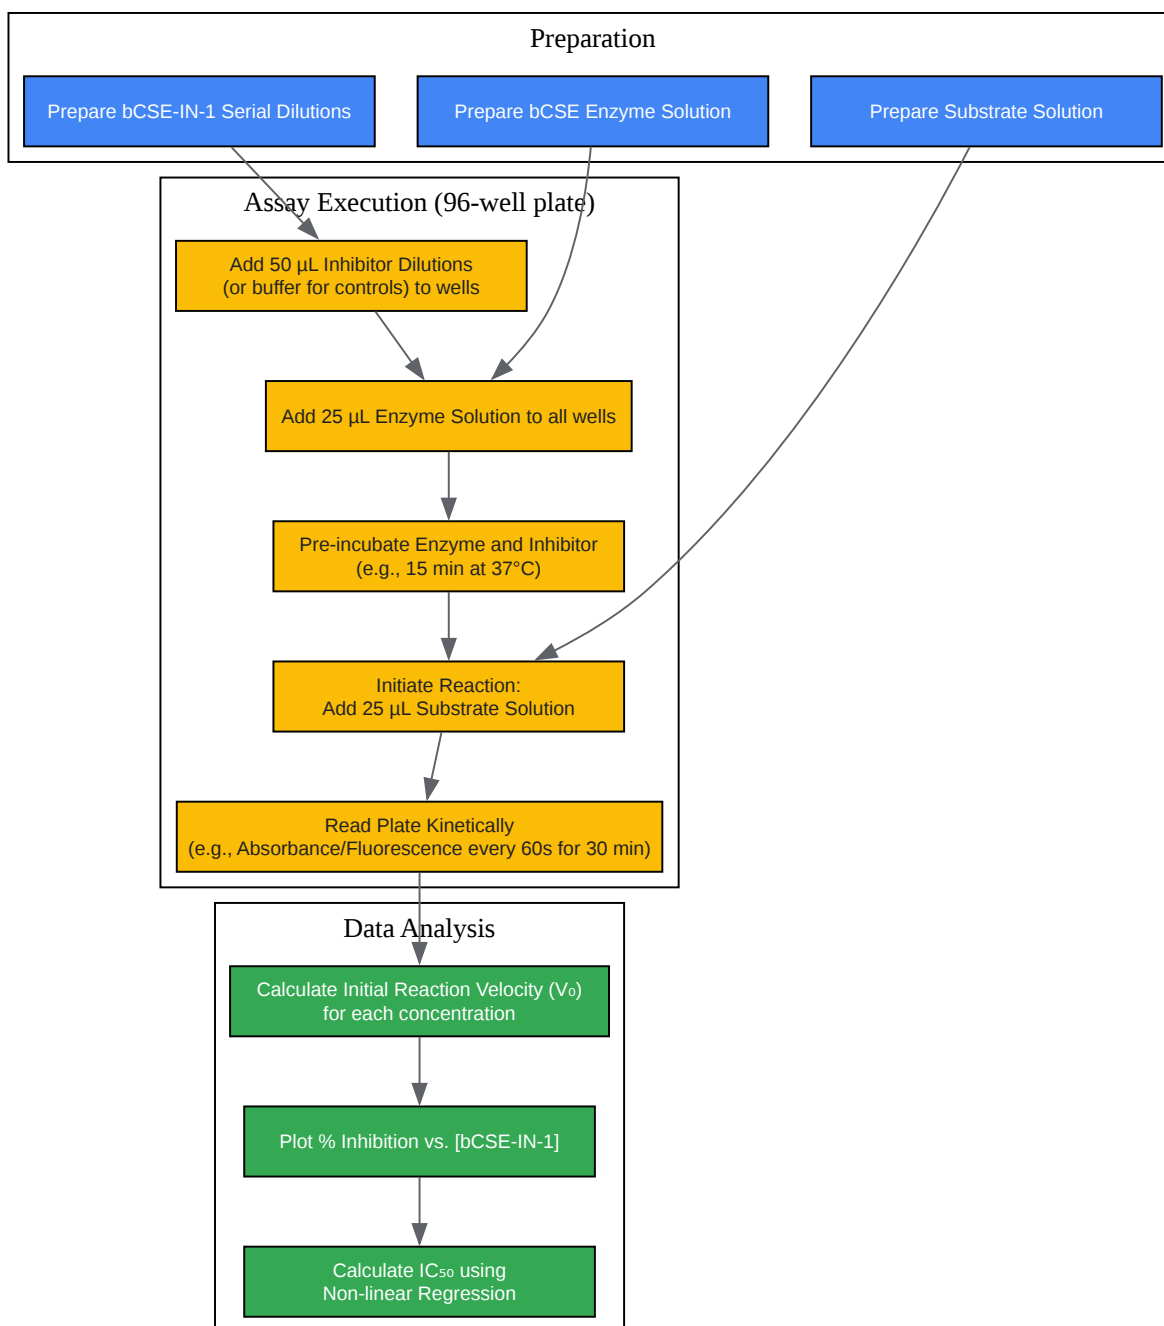 Preparation
Prepare bCSE-IN-1 Serial Dilutions
Prepare bCSE Enzyme Solution
Prepare Substrate Solution
Assay Execution (96-well plate)
Add 50 µL Inhibitor Dilutions
(or buffer for controls) to wells
Add 25 µL Enzyme Solution to all wells
Pre-incubate Enzyme and Inhibitor
(e.g., 15 min at 37°C)
Initiate Reaction:
Add 25 µL Substrate Solution
Read Plate Kinetically
(e.g., Absorbance/Fluorescence every 60s for 30 min)
Data Analysis
Calculate Initial Reaction Velocity (V₀)
for each concentration
Plot % Inhibition vs. [bCSE-IN-1]
Calculate IC₅₀ using
Non-linear Regression